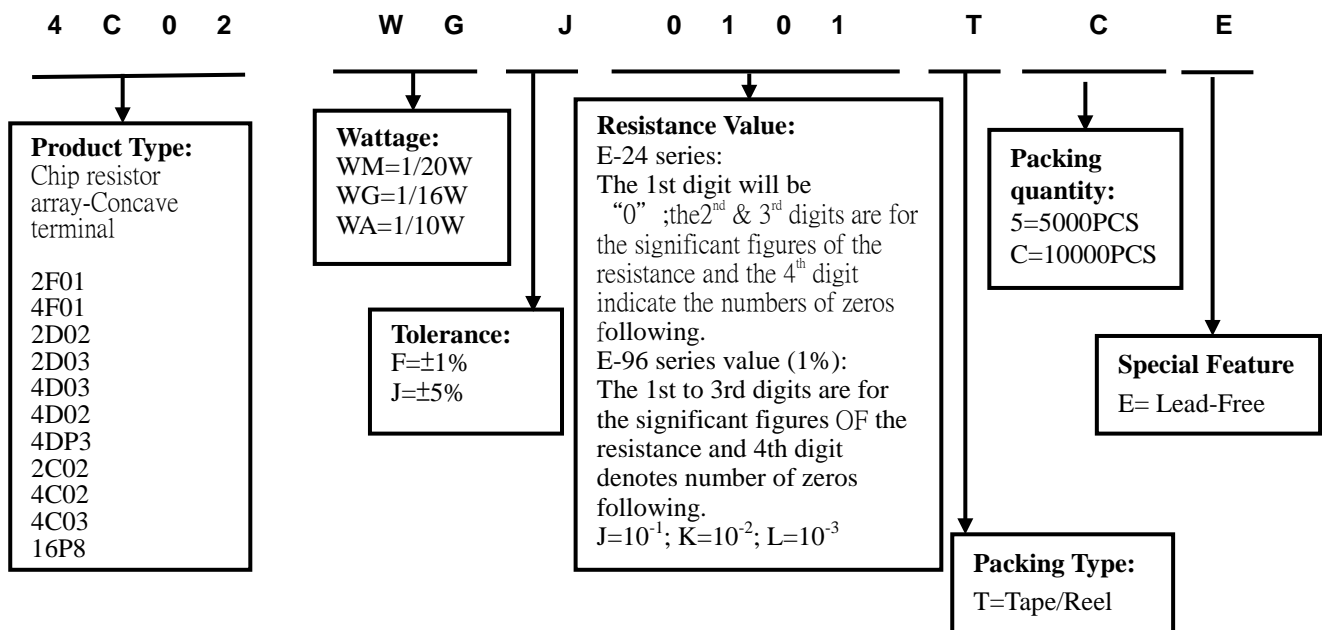 4 C 0 2 W G J 0 1 0 1 T C E
Product Type:
Chip resistor
array-Concave
terminal
2F01
4F01
2D02
2D03
4D03
4D02
4DP3
2C02
4C02
4C03
16P8
Wattage:
WM=1/20W
WG=1/16W
WA=1/10W
Tolerance:
F=±1%
J=±5%
Resistance Value:
E-24 series:
The 1st digit will be
“0” ;the2nd & 3rd digits are for
the significant figures of the
resistance and the 4th digit
indicate the numbers of zeros
following.
E-96 series value (1%):
The 1st to 3rd digits are for
the significant figures OF the
resistance and 4th digit
denotes number of zeros
following.
J=10-1; K=10-2; L=10-3
Packing
quantity:
5=5000PCS
C=10000PCS
Special Feature
E= Lead-Free
Packing Type:
T=Tape/Reel